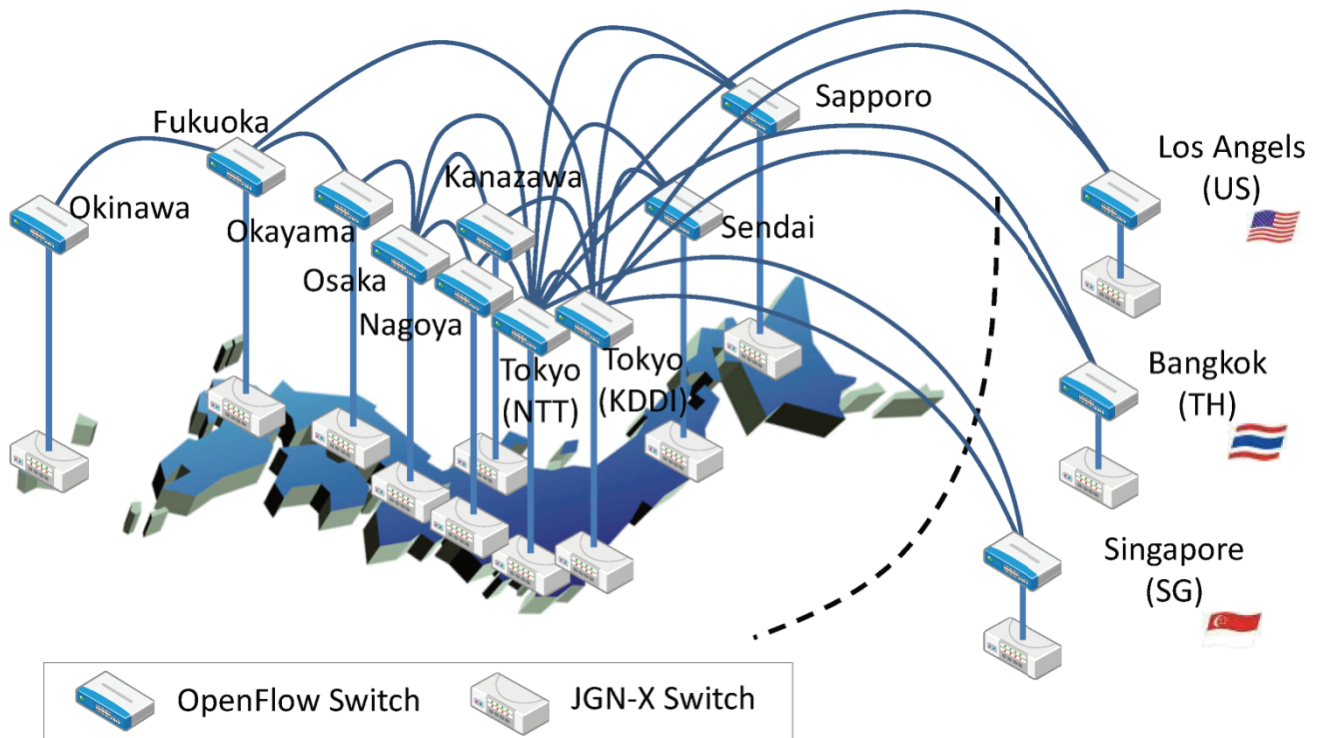 Sapporo
Fukuoka
Los Angels
(US)
Kanazawa
Okinawa
Okayama
Sendai
Osaka
Nagoya
Tokyo
(NTT)
Tokyo
(KDDI)
Bangkok
(TH)
Singapore
(SG)
OpenFlow Switch
JGN-X Switch